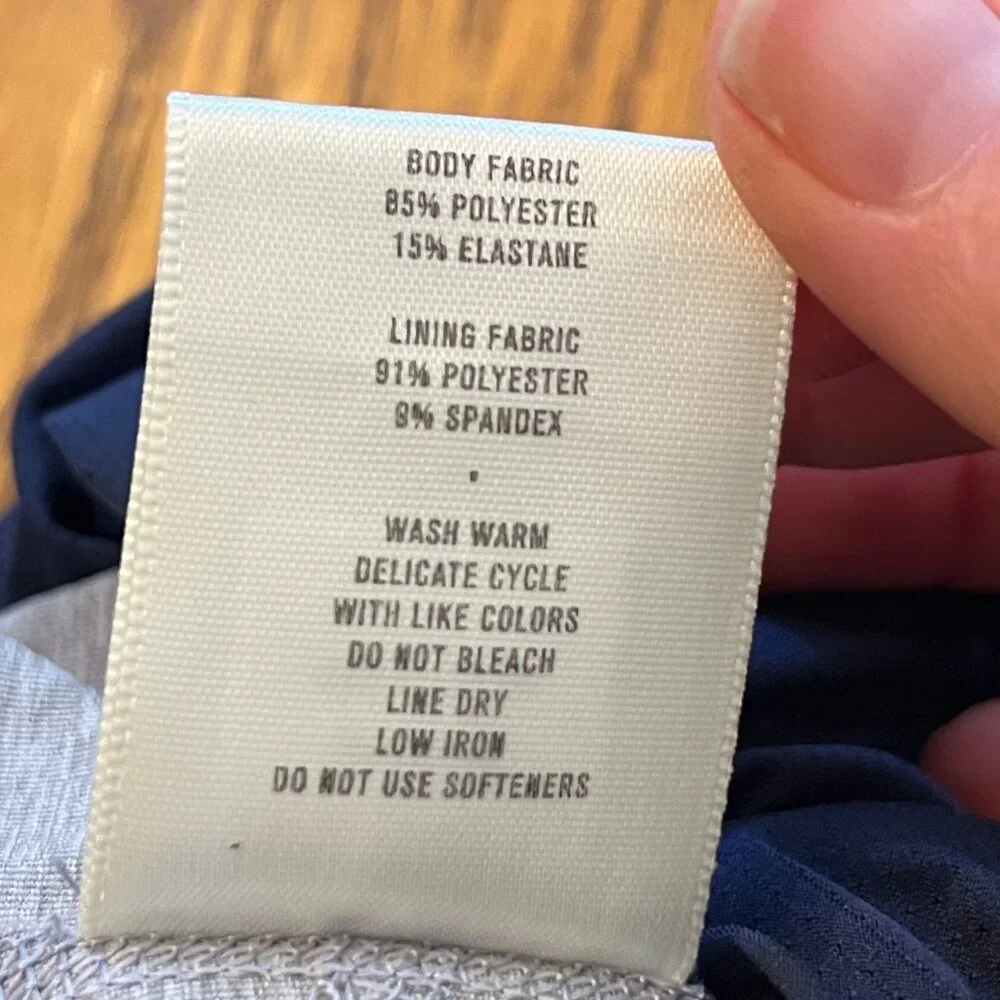 BODY FABRIC
85% POLYESTER
15% ELASTANE
LINING FABRIC
91% POLYESTER
9% SPANDEX
WASH WARM
DELICATE CYCLE
WITH LIKE COLORS
DO NOT BLEACH
LINE DRY
LOW IRON
DO NOT USE SOFTENERS